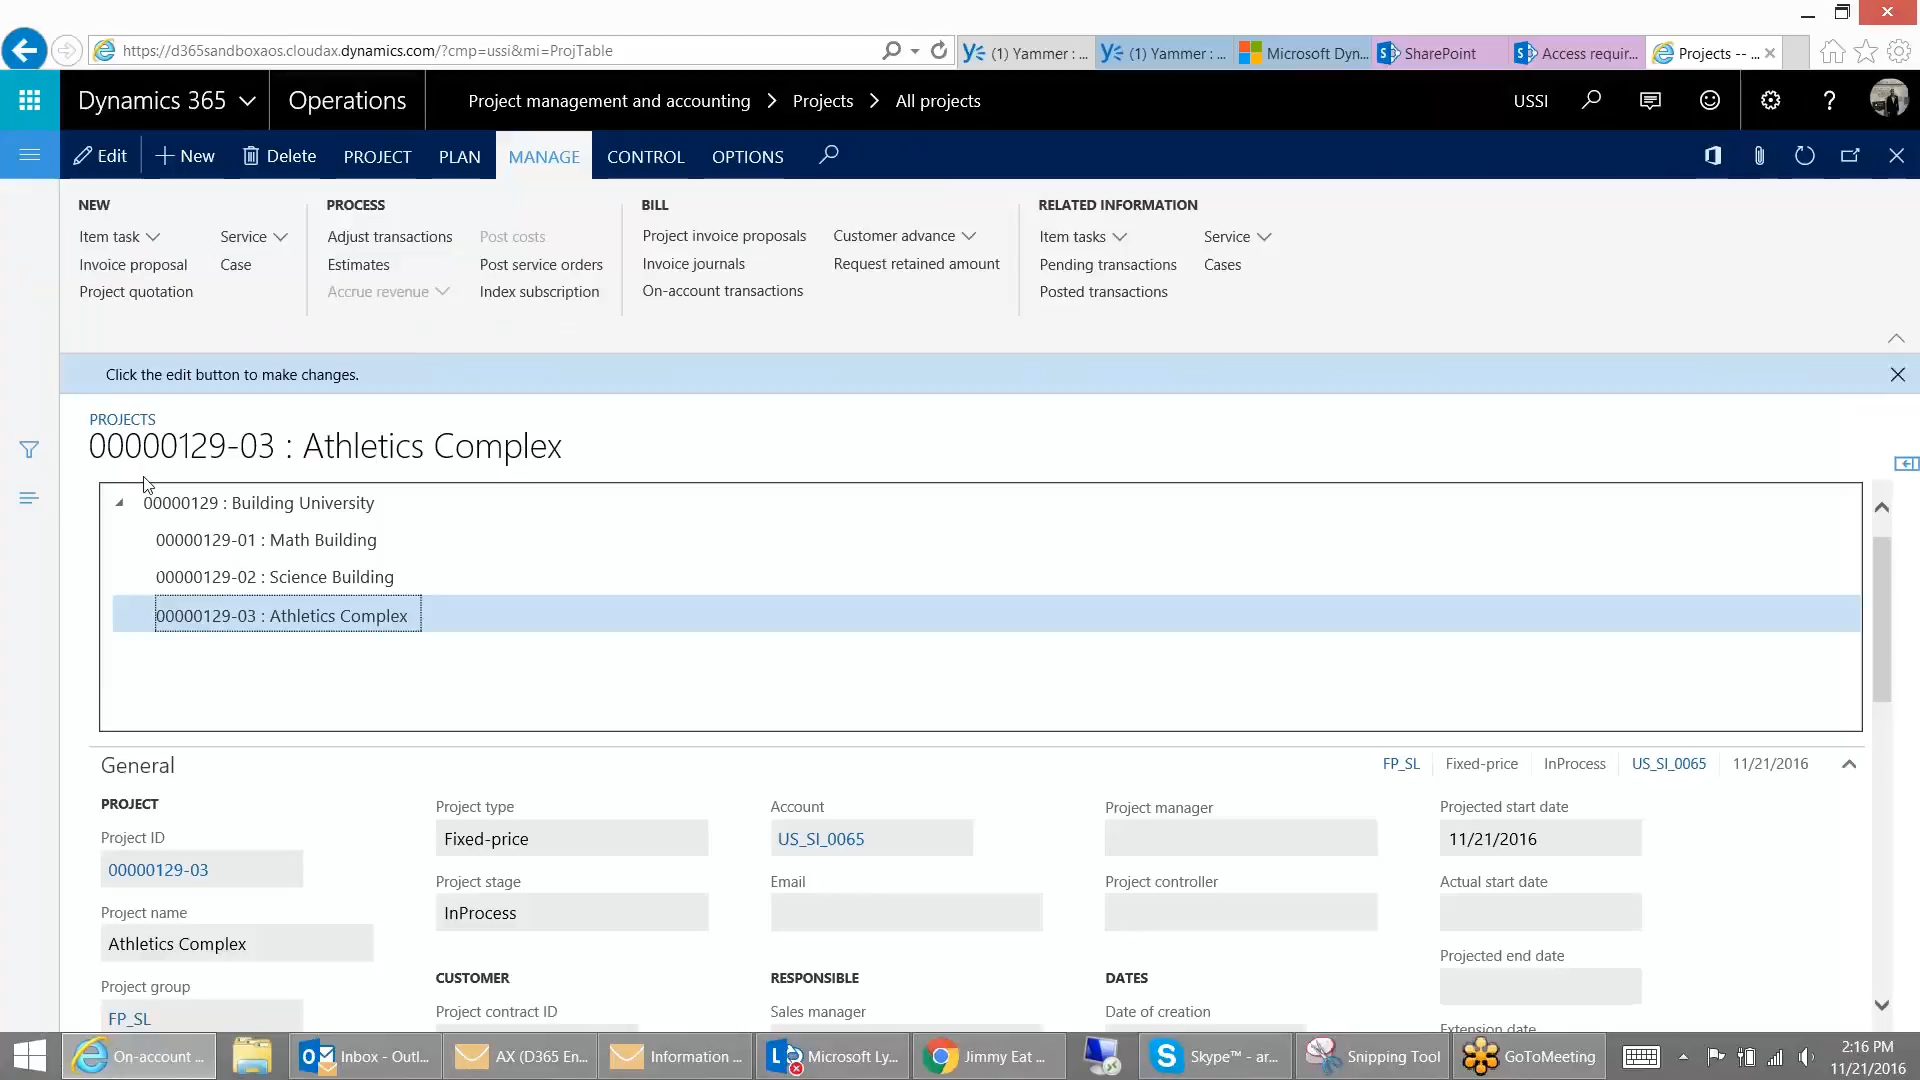 https://d365sandboxaos.cloudax.dynamics.com/?cmp=ussi&mi=ProjTable
(1) Yammer : ...
(1) Yammer : ...
Microsoft Dyn...
SharePoint
Access requir...
Projects -- ...
Dynamics 365
Operations
Project management and accounting
Projects
All projects
USSI
Edit
New
Delete
PROJECT
PLAN
MANAGE
CONTROL
OPTIONS
NEW
Item task
Service
Invoice proposal
Case
Project quotation
PROCESS
Adjust transactions
Post costs
Estimates
Post service orders
Accrue revenue
Index subscription
BILL
Project invoice proposals
Customer advance
Invoice journals
Request retained amount
On-account transactions
RELATED INFORMATION
Item tasks
Service
Pending transactions
Cases
Posted transactions
Click the edit button to make changes.
PROJECTS
00000129-03 : Athletics Complex
00000129 : Building University
00000129-01 : Math Building
00000129-02 : Science Building
00000129-03 : Athletics Complex
General
FP_SL
Fixed-price
InProcess
US_SI_0065
11/21/2016
PROJECT
Project ID
00000129-03
Project name
Athletics Complex
Project group
FP_SL
Project type
Fixed-price
Project stage
InProcess
CUSTOMER
Project contract ID
Account
US_SI_0065
Email
RESPONSIBLE
Sales manager
Project manager
Project controller
DATES
Date of creation
Projected start date
11/21/2016
Actual start date
Projected end date
Extension date
On-account ...
Inbox - Outl...
AX (D365 En...
Information ...
Microsoft Ly...
Jimmy Eat ...
Skype™ - ar...
Snipping Tool
GoToMeeting
2:16 PM
11/21/2016